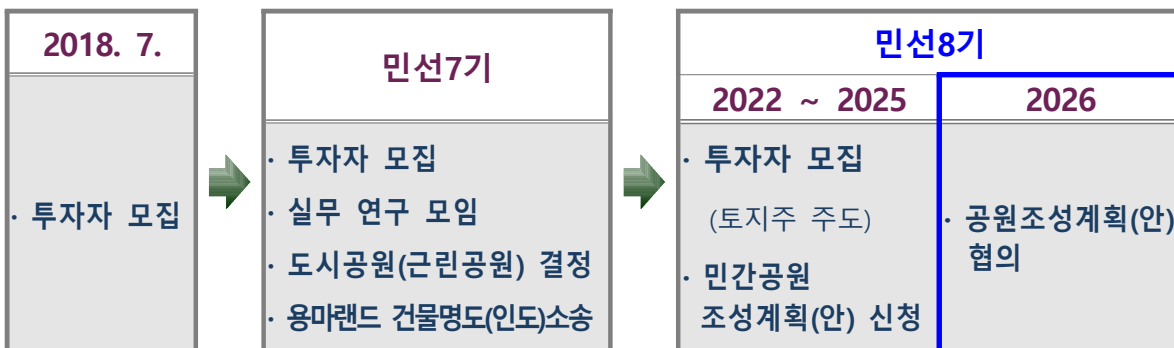 2018. 7.
· 투자자 모집
민선7기
· 투자자 모집
· 실무 연구 모임
· 도시공원(근린공원) 결정
· 용마랜드 건물명도(인도)소송
민선8기
2022 ~ 2025
· 투자자 모집
(토지주 주도)
· 민간공원
조성계획(안) 신청
2026
· 공원조성계획(안)
협의